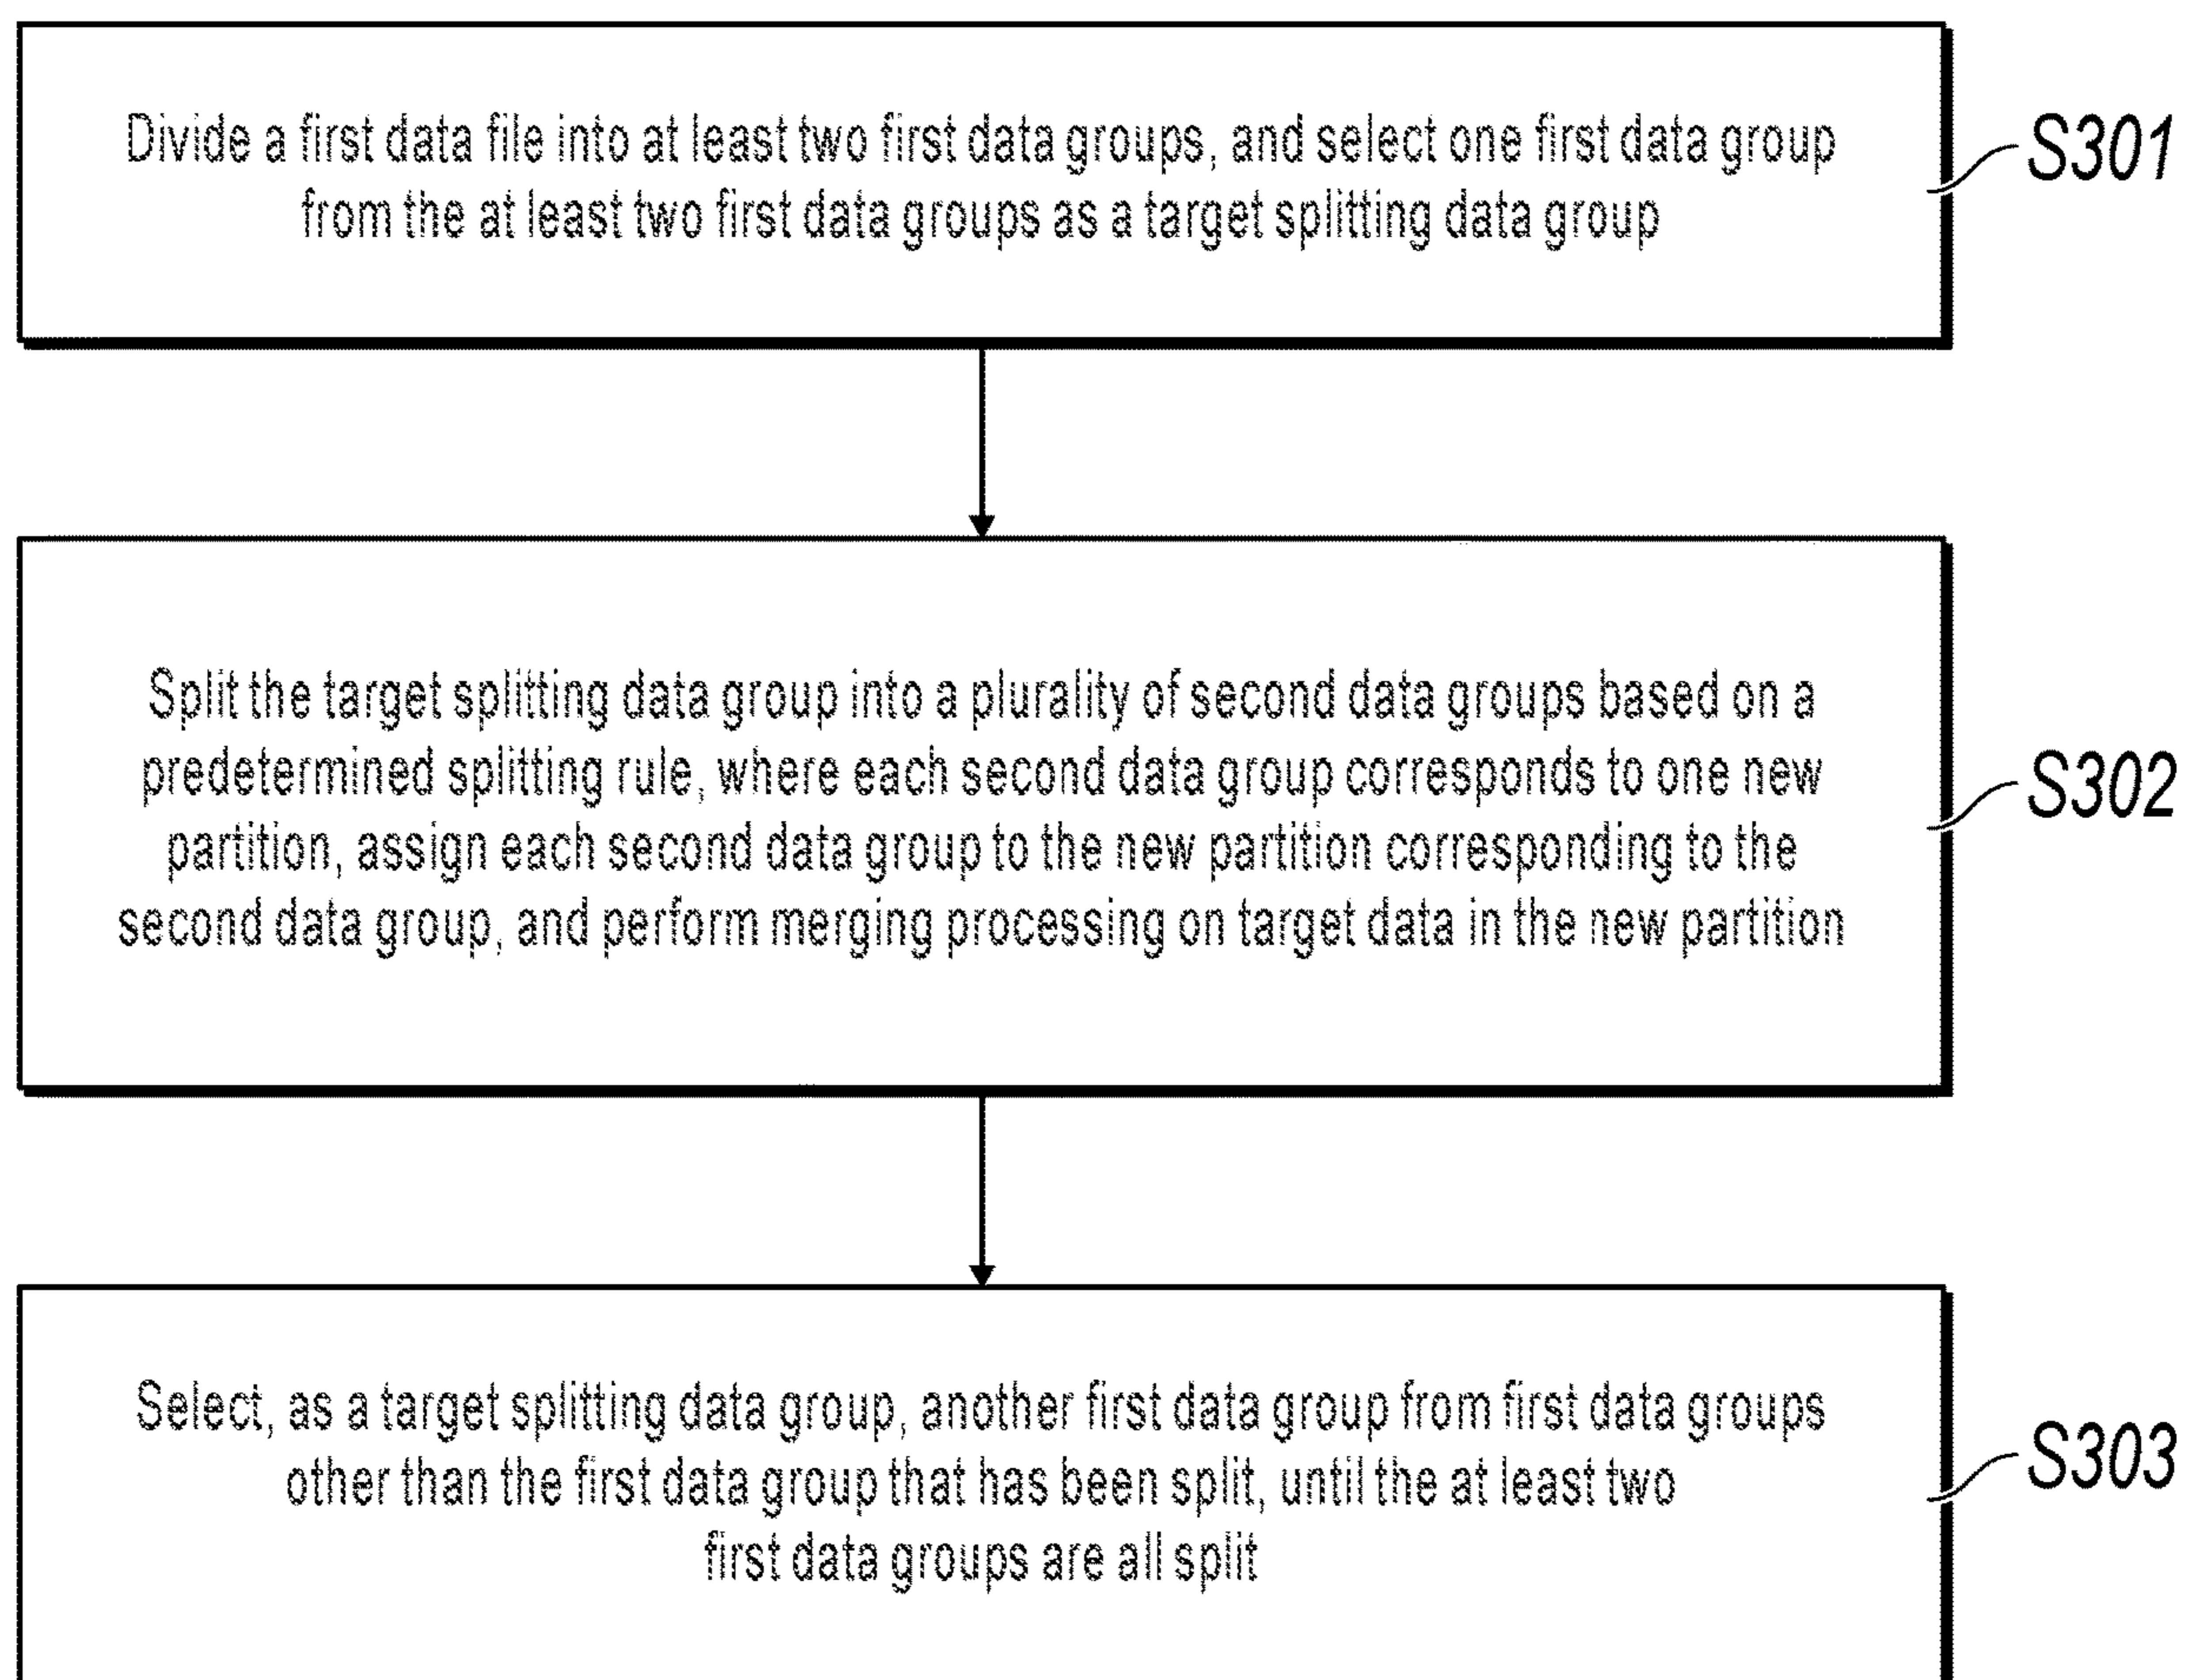 Divide a first data file into at least two first data groups, and select one first data group
from the at least two first data groups as a target splitting data group
S301
Split the target splitting data group into a plurality of second data groups based on a
predetermined splitting rule, where each second data group corresponds to one new
partition, assign each second data group to the new partition corresponding to the
second data group, and perform merging processing on target data in the new partition
S302
Select, as a target splitting data group, another first data group from first data groups
other than the first data group that has been split, until the at least two
first data groups are all split
S303